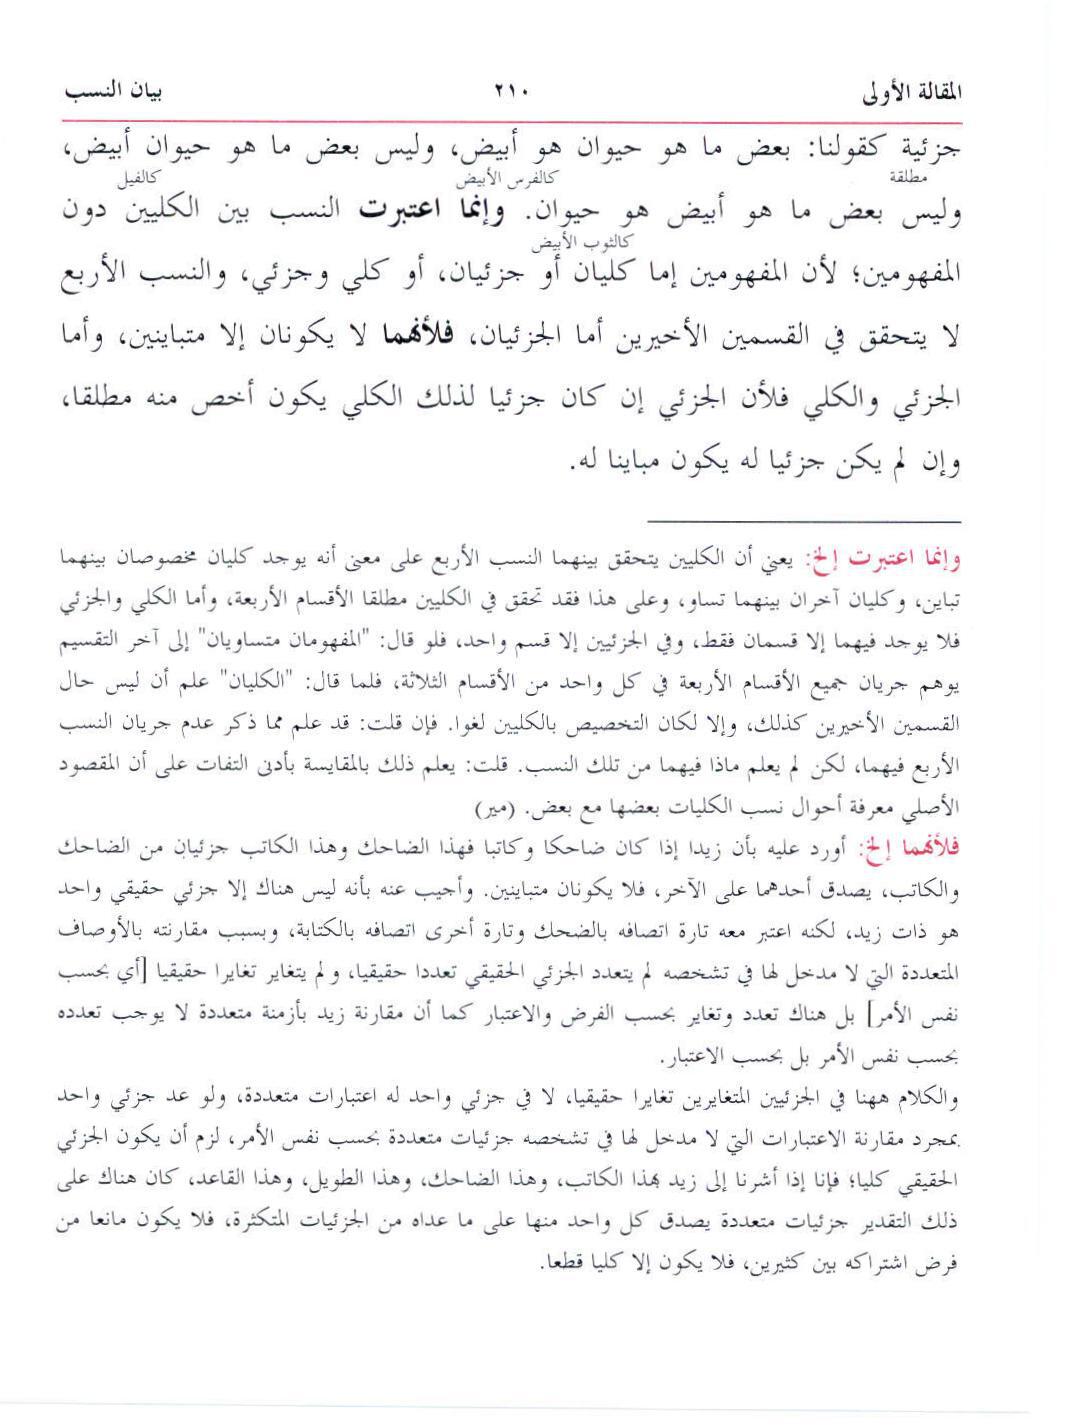 المقالة الأولى ٢١٠ بيان النسب
جزئية كقولنا: بعض ما هو حيوان هو أبيض، وليس بعض ما هو حيوان أبيض،
مطلقة كالفرس الأبيض كالفيل
وليس بعض ما هو أبيض هو حيوان. وإنما اعتبرت النسب بين الكليين دون
كالثوب الأبيض
المفهومين؛ لأن المفهومين إما كليان أو جزئيان، أو كلي وجزئي، والنسب الأربع
لا يتحقق في القسمين الأخيرين أما الجزئيان، فلأنهما لا يكونان إلا متباينين، وأما
الجزئي والكلي فلأن الجزئي إن كان جزئيا لذلك الكلي يكون أخص منه مطلقا،
وإن لم يكن جزئيا له يكون مباينا له.
وإنما اعتبرت إلخ: يعني أن الكليين يتحقق بينهما النسب الأربع على معنى أنه يوجد كليان مخصوصان بينهما
تباين، وكليان آخران بينهما تساو، وعلى هذا فقد تحقق في الكليين مطلقا الأقسام الأربعة، وأما الكلي والجزئي
فلا يوجد فيهما إلا قسمان فقط، وفي الجزئيين إلا قسم واحد، فلو قال: "المفهومان متساويان" إلى آخر التقسيم
يوهم جريان جميع الأقسام الأربعة في كل واحد من الأقسام الثلاثة، فلما قال: "الكليان" علم أن ليس حال
القسمين الأخيرين كذلك، وإلا لكان التخصيص بالكليين لغوا. فإن قلت: قد علم مما ذكر عدم جريان النسب
الأربع فيهما، لكن لم يعلم ماذا فيهما من تلك النسب. قلت: يعلم ذلك بالمقايسة بأدنى التفات على أن المقصود
الأصلي معرفة أحوال نسب الكليات بعضها مع بعض. (مير)
فلأنهما إلخ: أورد عليه بأن زيدا إذا كان ضاحكا وكاتبا فهذا الضاحك وهذا الكاتب جزئيان من الضاحك
والكاتب، يصدق أحدهما على الآخر، فلا يكونان متباينين. وأجيب عنه بأنه ليس هناك إلا جزئي حقيقي واحد
هو ذات زيد، لكنه اعتبر معه تارة اتصافه بالضحك وتارة أخرى اتصافه بالكتابة، وبسبب مقارنته بالأوصاف
المتعددة التي لا مدخل لها في تشخصه لم يتعدد الجزئي الحقيقي تعددا حقيقيا، ولم يتغاير تغايرا حقيقيا [أي بحسب
نفس الأمر] بل هناك تعدد وتغاير بحسب الفرض والاعتبار كما أن مقارنة زيد بأزمنة متعددة لا يوجب تعدده
بحسب نفس الأمر بل بحسب الاعتبار.
والكلام ههنا في الجزئيين المتغايرين تغايرا حقيقيا، لا في جزئي واحد له اعتبارات متعددة، ولو عد جزئي واحد
بمجرد مقارنة الاعتبارات التي لا مدخل لها في تشخصه جزئيات متعددة بحسب نفس الأمر، لزم أن يكون الجزئي
الحقيقي كليا؛ فإنا إذا أشرنا إلى زيد بهذا الكاتب، وهذا الضاحك، وهذا الطويل، وهذا القاعد، كان هناك على
ذلك التقدير جزئيات متعددة يصدق كل واحد منها على ما عداه من الجزئيات المتكثرة، فلا يكون مانعا من
فرض اشتراكه بين كثيرين، فلا يكون إلا كليا قطعا.